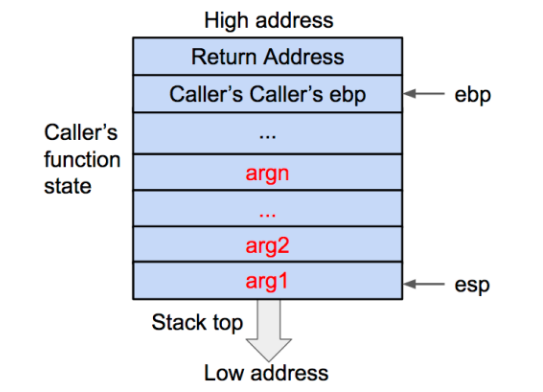 High address
Return Address
Caller's Caller's ebp
ebp
...
Caller's
function
state
argn
...
arg2
arg1
esp
Stack top
Low address